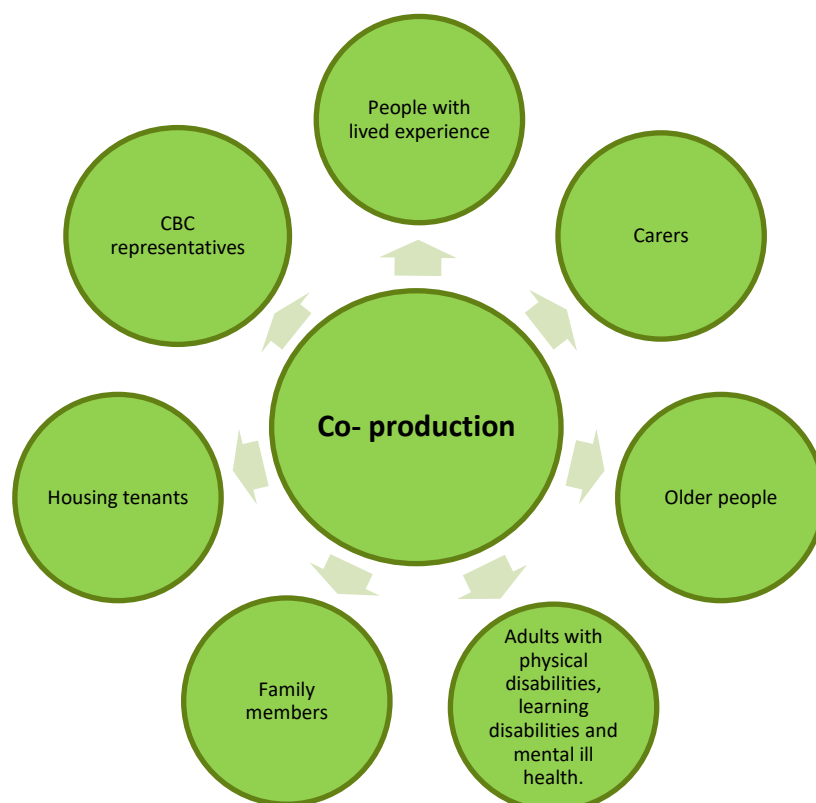 People with
lived experience
CBC
representatives
Carers
Co- production
Housing tenants
Older people
Family
members
Adults with
physical
disabilities,
learning
disabilities and
mental ill
health.